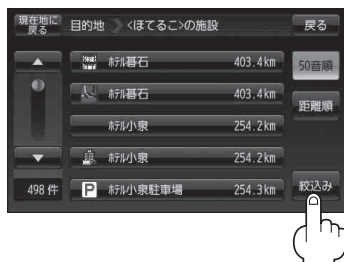 現在地に
戻る
目的地 <ほてるこ>の施設
戻る
ﾎﾃﾙ碁石 403.4km
50音順
ﾎﾃﾙ碁石 403.4km
距離順
ﾎﾃﾙ小泉 254.2km
ﾎﾃﾙ小泉 254.2km
498 件
P ﾎﾃﾙ小泉駐車場 254.3km
絞込み